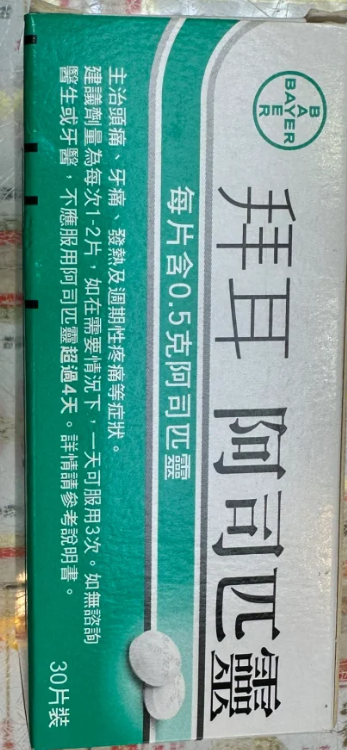 BAYER
BAYER
拜耳 阿司匹靈
每片含0.5克阿司匹靈
主治頭痛、牙痛、發熱及週期性疼痛等症狀。
建議劑量為每次1-2片，如在需要情況下，一天可服用3次。如無諮詢
醫生或牙醫，不應服用阿司匹靈超過4天。詳情請參考說明書。
30片裝